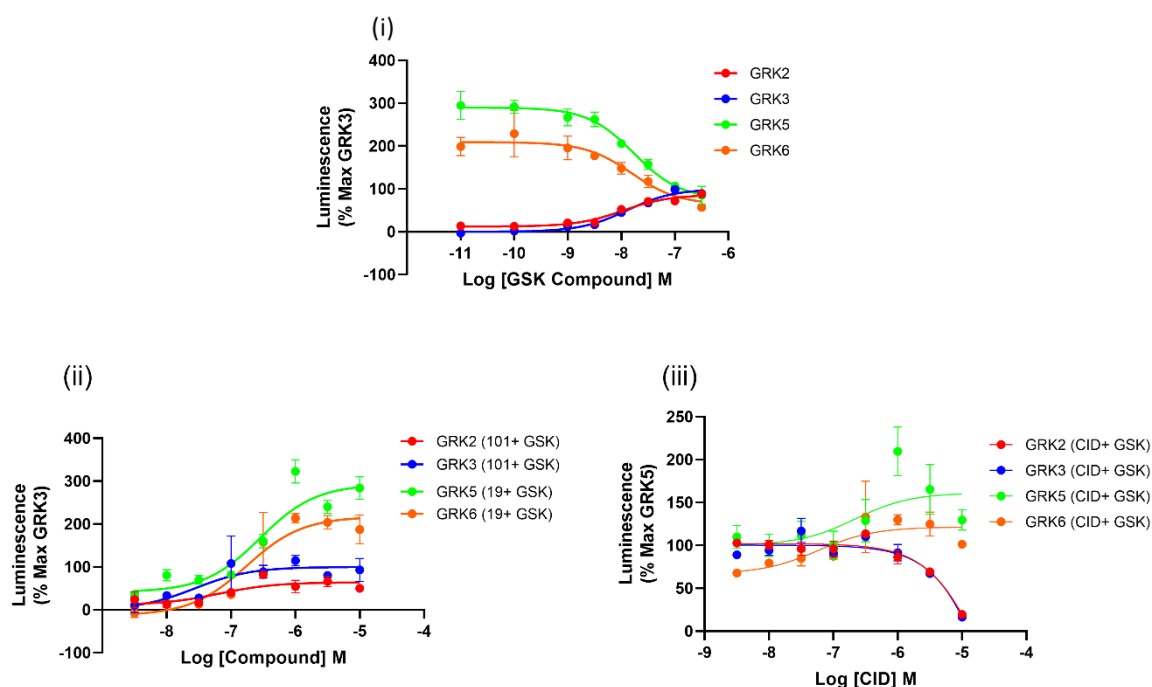 (i)
400
300
200
100
0
-100
Luminescence
(% Max GRK3)
-11 -10 -9 -8 -7 -6
Log [GSK Compound] M
GRK2
GRK3
GRK5
GRK6
(ii)
400
300
200
100
0
-100
Luminescence
(% Max GRK3)
-8 -7 -6 -5 -4
Log [Compound] M
GRK2 (101+ GSK)
GRK3 (101+ GSK)
GRK5 (19+ GSK)
GRK6 (19+ GSK)
(iii)
250
200
150
100
50
0
Luminescence
(% Max GRK5)
-9 -8 -7 -6 -5 -4
Log [CID] M
GRK2 (CID+ GSK)
GRK3 (CID+ GSK)
GRK5 (CID+ GSK)
GRK6 (CID+ GSK)